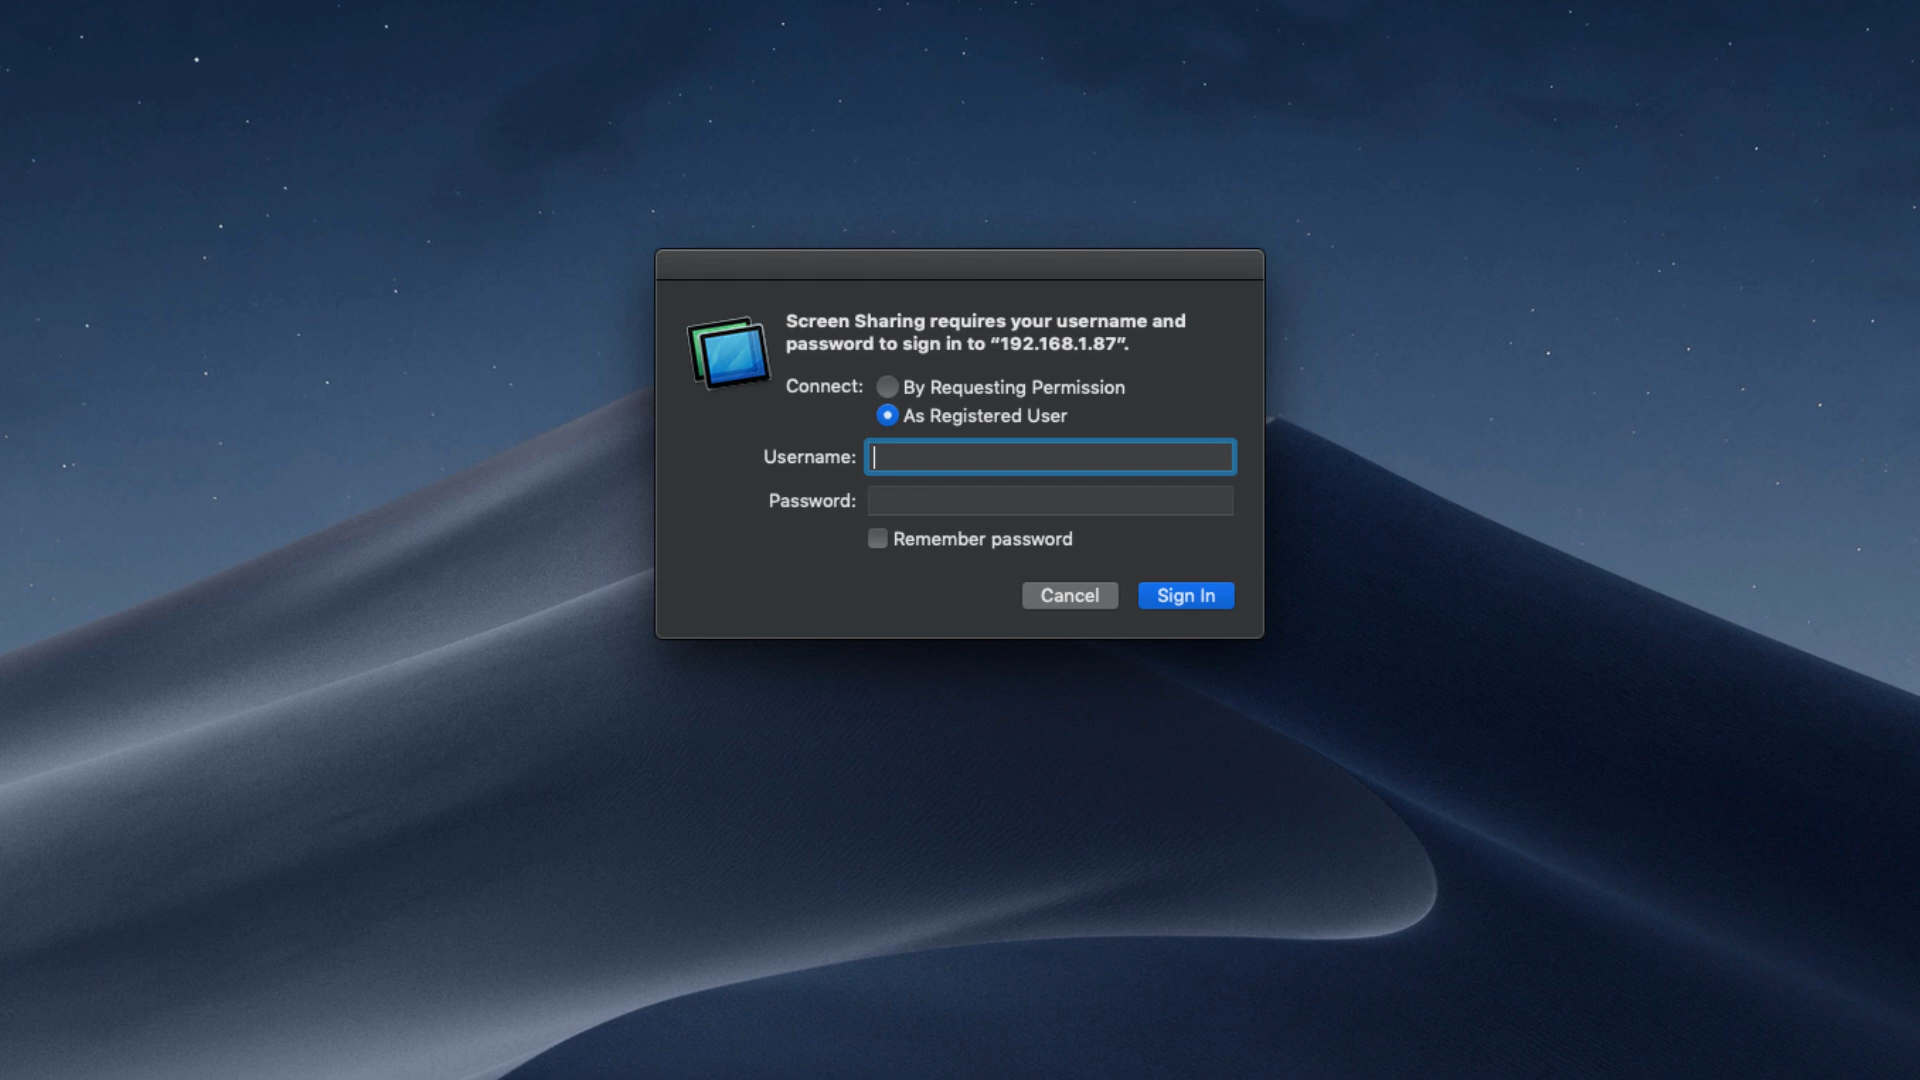 Screen Sharing requires your username and
password to sign in to “192.168.1.87”.
Connect: By Requesting Permission
As Registered User
Username:
Password:
Remember password
Cancel Sign In